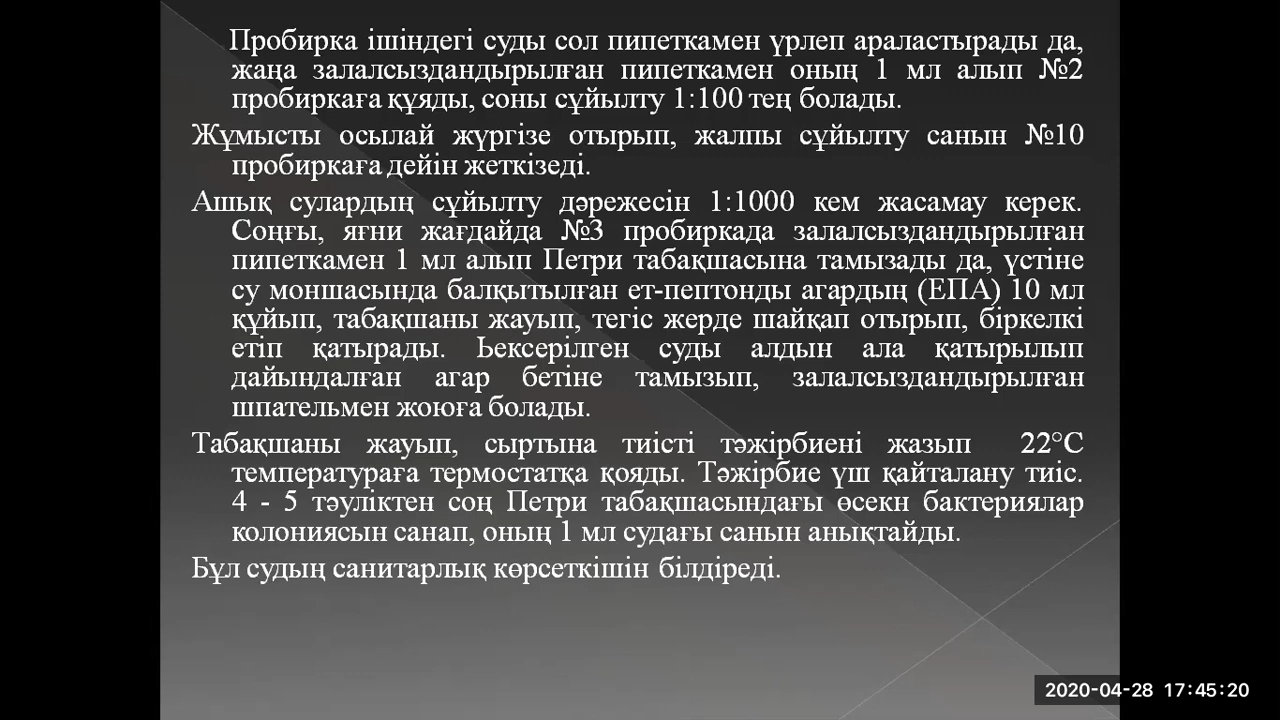 Пробирка ішіндегі суды сол пипеткамен үрлеп араластырады да,
жаңа залалсыздандырылған пипеткамен оның 1 мл алып №2
пробиркаға құяды, соны сұйылту 1:100 тең болады.
Жұмысты осылай жүргізе отырып, жалпы сұйылту санын №10
пробиркаға дейін жеткізеді.
Ашық сулардың сұйылту дәрежесін 1:1000 кем жасамау керек.
Соңғы, яғни жағдайда №3 пробиркада залалсыздандырылған
пипеткамен 1 мл алып Петри табақшасына тамызады да, үстіне
су моншасында балқытылған ет-пептонды агардың (ЕПА) 10 мл
құйып, табақшаны жауып, тегіс жерде шайқап отырып, біркелкі
етіп қатырады. Ьексерілген суды алдын ала қатырылып
дайындалған агар бетіне тамызып, залалсыздандырылған
шпательмен жоюға болады.
Табақшаны жауып, сыртына тиісті тәжірбиені жазып 22°С
температураға термостатқа қояды. Тәжірбие үш қайталану тиіс.
4 - 5 тәуліктен соң Петри табақшасындағы өсекн бактериялар
колониясын санап, оның 1 мл судағы санын анықтайды.
Бұл судың санитарлық көрсеткішін білдіреді.
2020-04-28 17:45:20